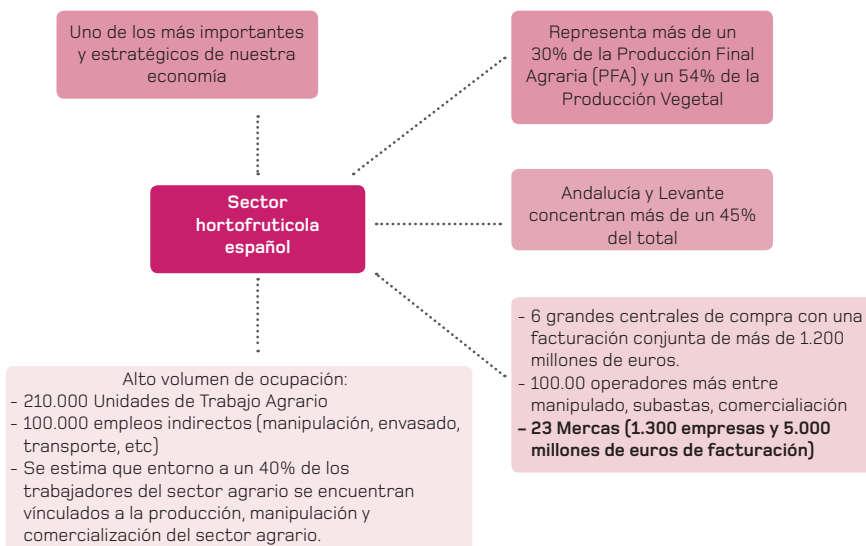 Uno de los más importantes
y estratégicos de nuestra
economía
Representa más de un
30% de la Producción Final
Agraria (PFA) y un 54% de la
Producción Vegetal
Sector
hortofruticola
español
Andalucía y Levante
concentran más de un 45%
del total
- 6 grandes centrales de compra con una
facturación conjunta de más de 1.200
millones de euros.
- 100.00 operadores más entre
manipulado, subastas, comercialiación
- 23 Mercas (1.300 empresas y 5.000
millones de euros de facturación)
Alto volumen de ocupación:
- 210.000 Unidades de Trabajo Agrario
- 100.000 empleos indirectos (manipulación, envasado,
transporte, etc)
- Se estima que entorno a un 40% de los
trabajadores del sector agrario se encuentran
vínculados a la producción, manipulación y
comercialización del sector agrario.